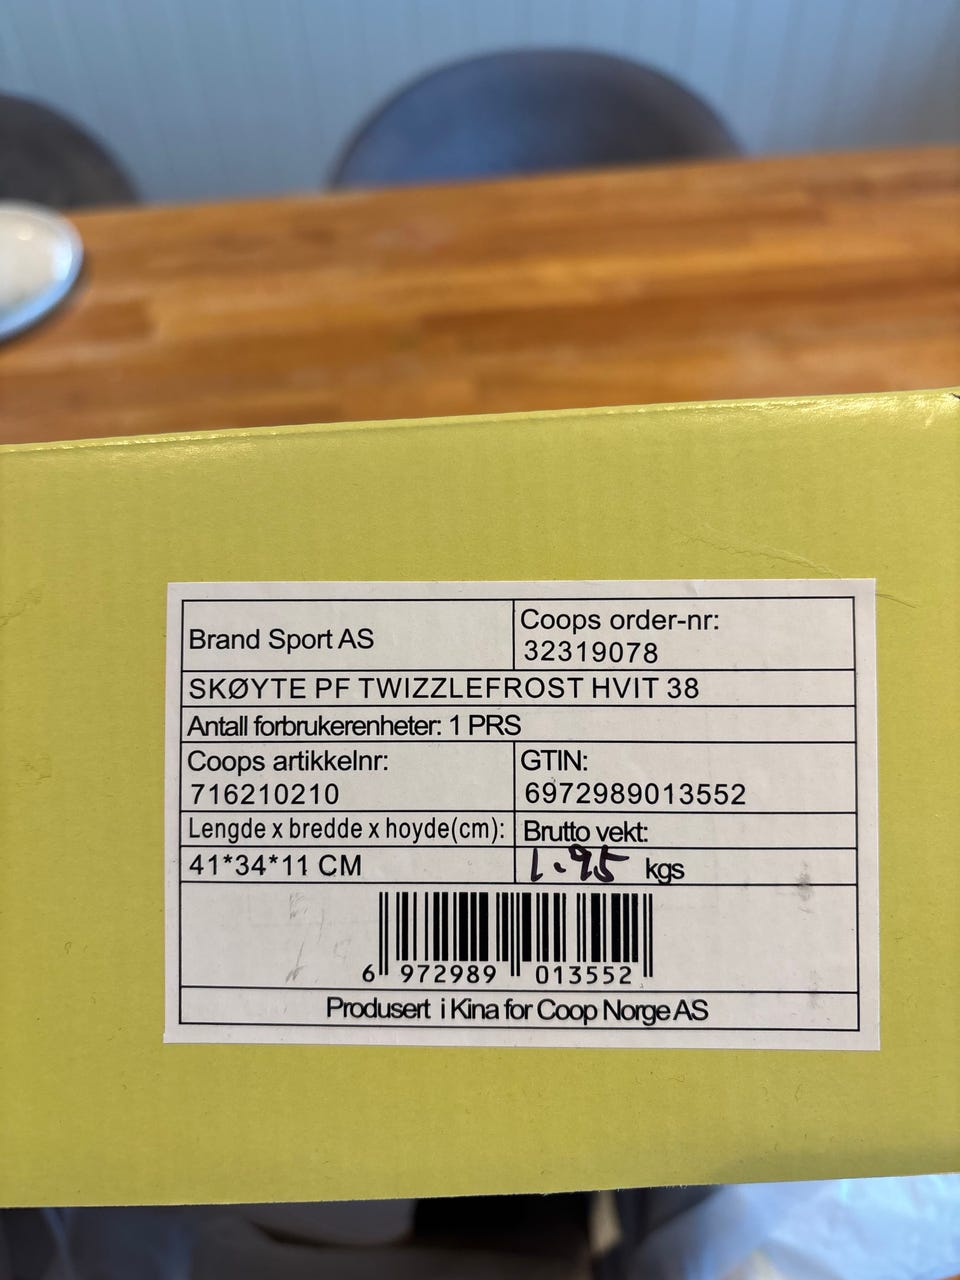 Brand Sport AS
Coops order-nr:
32319078
SKØYTE PF TWIZZLEFROST HVIT 38
Antall forbrukerenheter: 1 PRS
Coops artikkelnr:
716210210
GTIN:
6972989013552
Lengde x bredde x hoyde(cm):
41*34*11 CM
Brutto vekt:
1.95 kgs
6 972989 013552
Produsert i Kina for Coop Norge AS